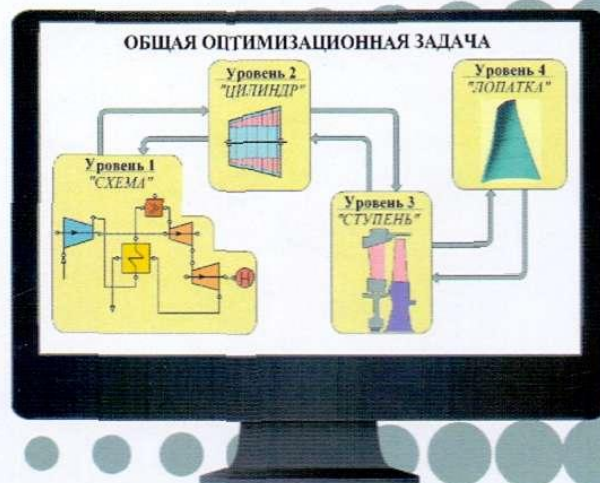 ОБЩАЯ ОПТИМИЗАЦИОННАЯ ЗАДАЧА
Уровень 1
"СХЕМА"
Уровень 2
"ЦИЛИНДР"
Уровень 3
"СТУПЕНЬ"
Уровень 4
"ЛОПАТКА"
Н